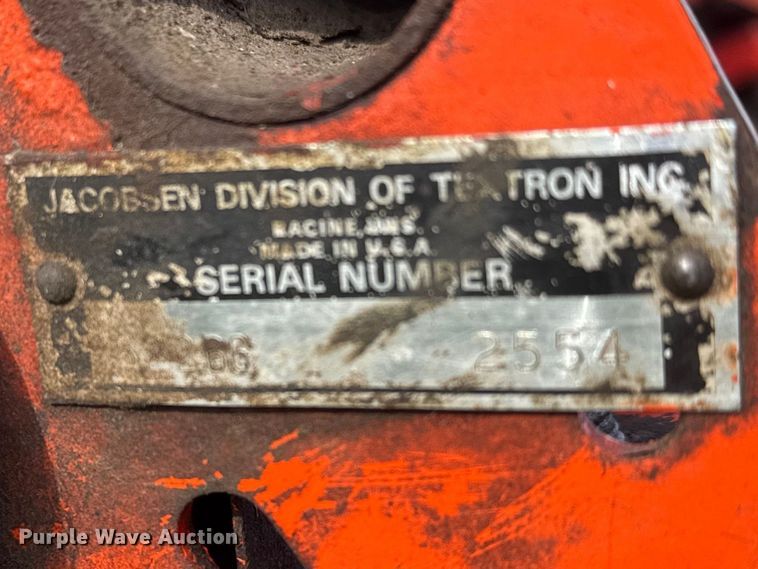 JACOBSEN DIVISION OF TEXTRON INC
RACINE, WIS.
MADE IN U.S.A.
SERIAL NUMBER
2554
Purple Wave Auction